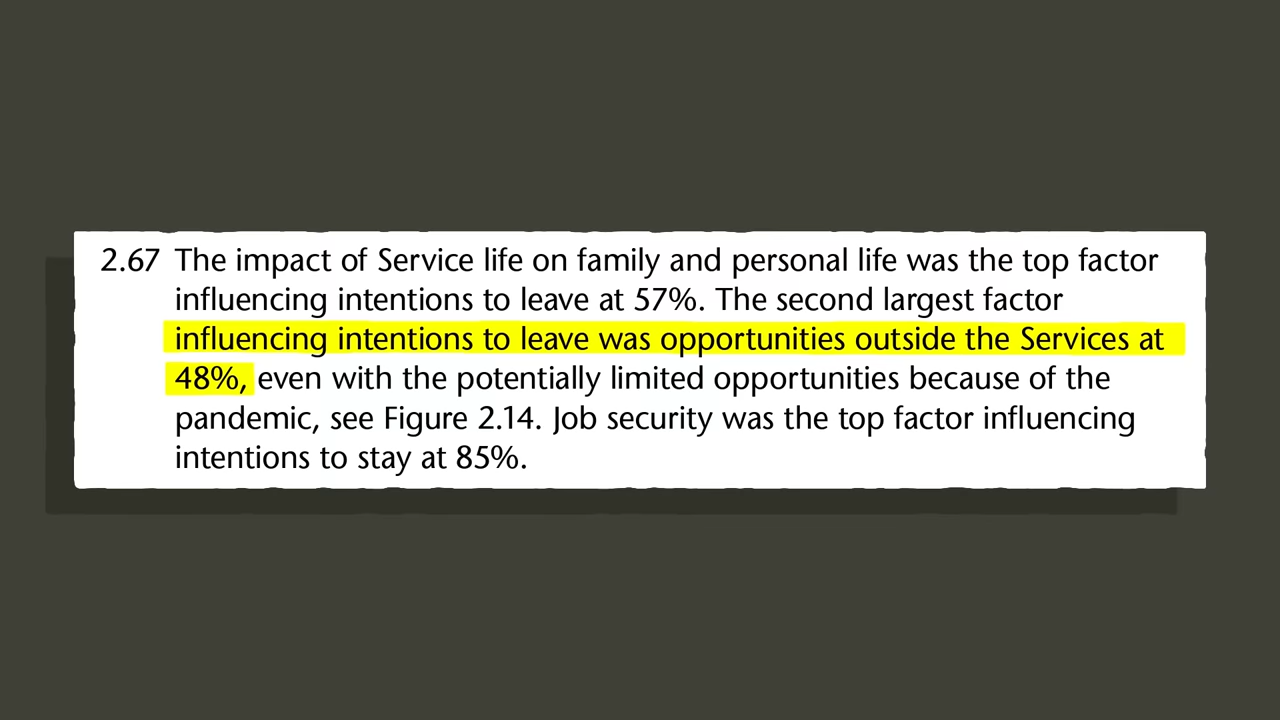 2.67 The impact of Service life on family and personal life was the top factor
influencing intentions to leave at 57%. The second largest factor
influencing intentions to leave was opportunities outside the Services at
48%, even with the potentially limited opportunities because of the
pandemic, see Figure 2.14. Job security was the top factor influencing
intentions to stay at 85%.